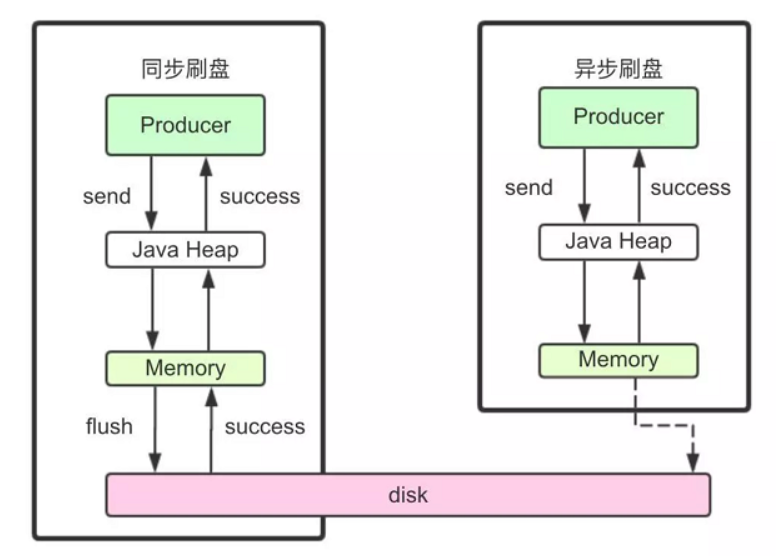 同步刷盘
Producer
send
success
Java Heap
Memory
flush
success
异步刷盘
Producer
send
success
Java Heap
Memory
disk